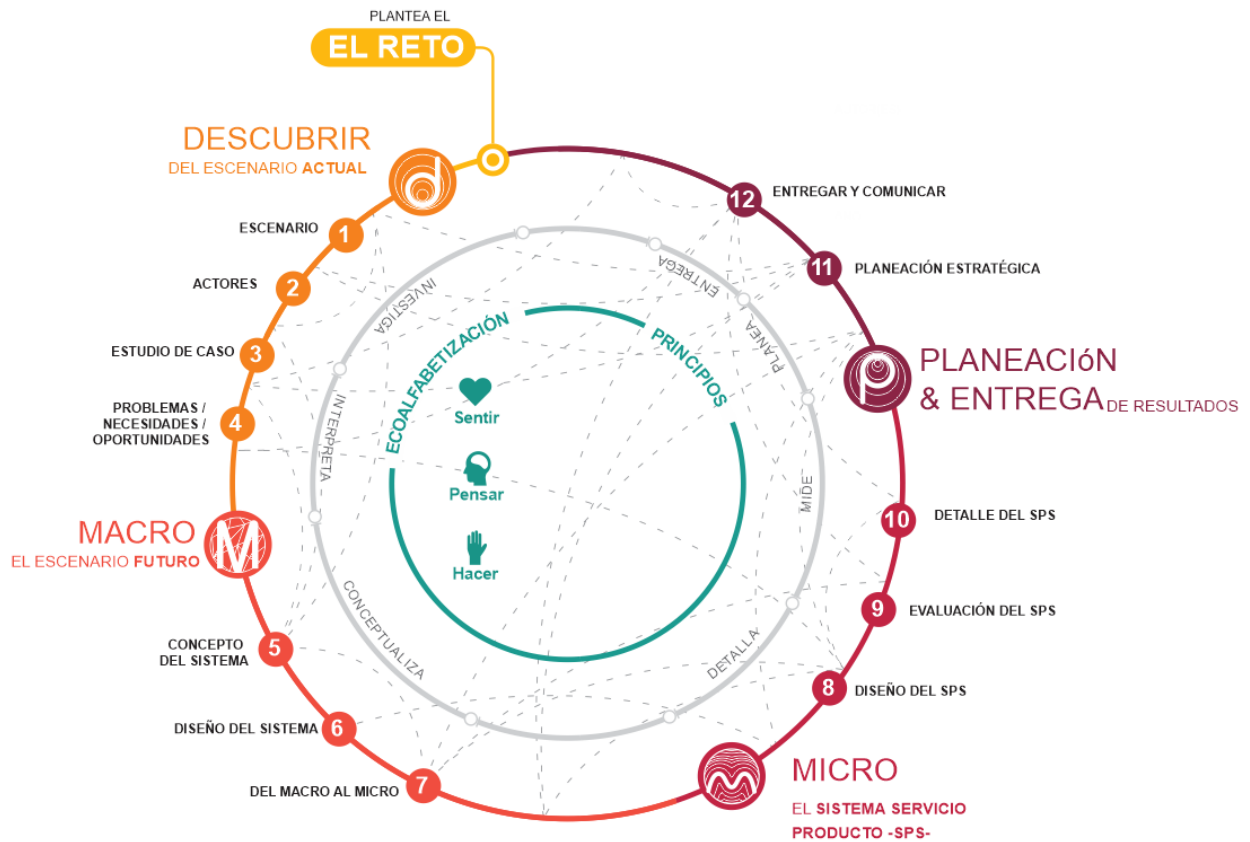 PLANTEA EL
EL RETO
DESCUBRIR
DEL ESCENARIO ACTUAL
d
1
ESCENARIO
2
ACTORES
3
ESTUDIO DE CASO
4
PROBLEMAS /
NECESIDADES /
OPORTUNIDADES
MACRO
EL ESCENARIO FUTURO
M
5
CONCEPTO
DEL SISTEMA
6
DISEÑO DEL SISTEMA
7
DEL MACRO AL MICRO
MICRO
EL SISTEMA SERVICIO
PRODUCTO -SPS-
8
DISEÑO DEL SPS
9
EVALUACIÓN DEL SPS
10
DETALLE DEL SPS
PLANEACIóN
& ENTREGA DE RESULTADOS
p
11
PLANEACIÓN ESTRATÉGICA
12
ENTREGAR Y COMUNICAR
INVESTIGA
INTERPRETA
CONCEPTUALIZA
DETALLA
MIDE
PLANEA
ENTREGA
ECOALFABETIZACIÓN
PRINCIPIOS
Sentir
Pensar
Hacer